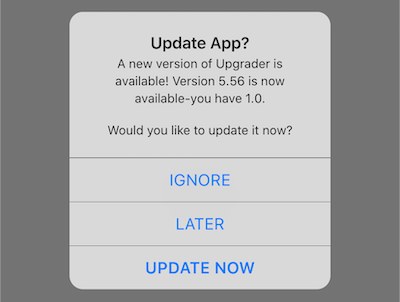 Update App?
A new version of Upgrader is
available! Version 5.56 is now
available-you have 1.0.
Would you like to update it now?
IGNORE
LATER
UPDATE NOW